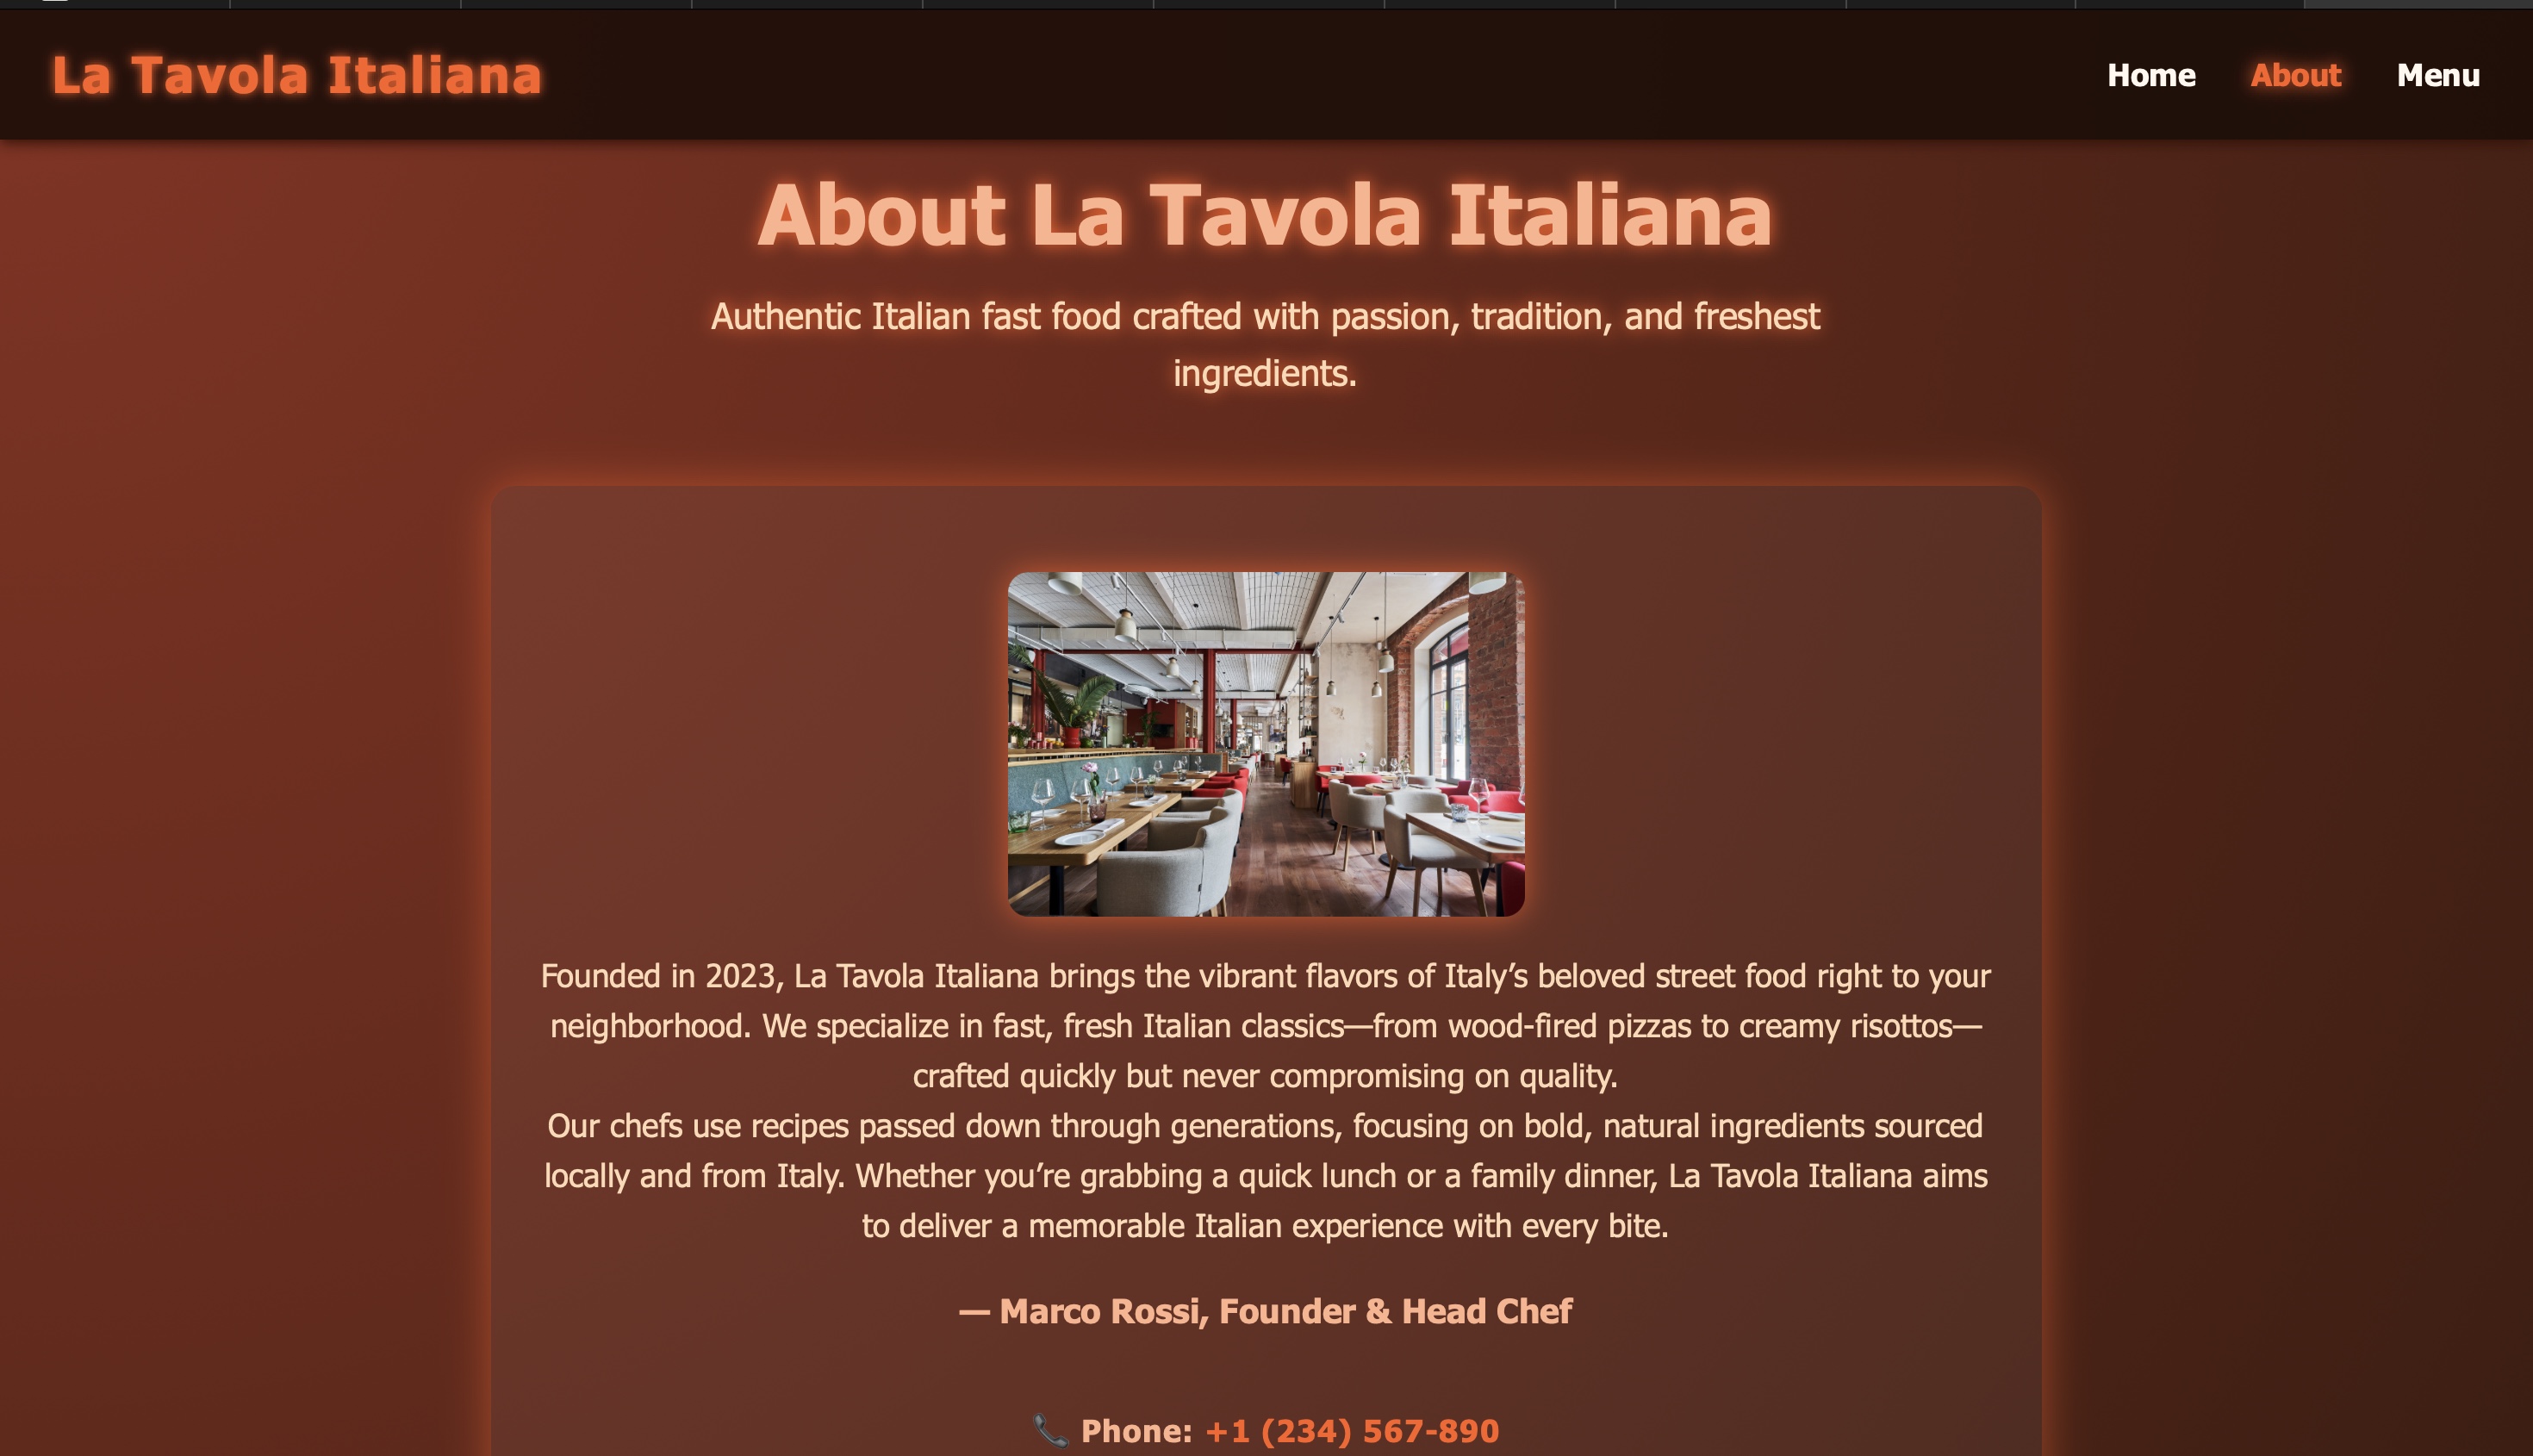 La Tavola Italiana
Home About Menu
About La Tavola Italiana
Authentic Italian fast food crafted with passion, tradition, and freshest
ingredients.
Founded in 2023, La Tavola Italiana brings the vibrant flavors of Italy’s beloved street food right to your
neighborhood. We specialize in fast, fresh Italian classics—from wood-fired pizzas to creamy risottos—
crafted quickly but never compromising on quality.
Our chefs use recipes passed down through generations, focusing on bold, natural ingredients sourced
locally and from Italy. Whether you’re grabbing a quick lunch or a family dinner, La Tavola Italiana aims
to deliver a memorable Italian experience with every bite.
— Marco Rossi, Founder & Head Chef
📞 Phone: +1 (234) 567-890